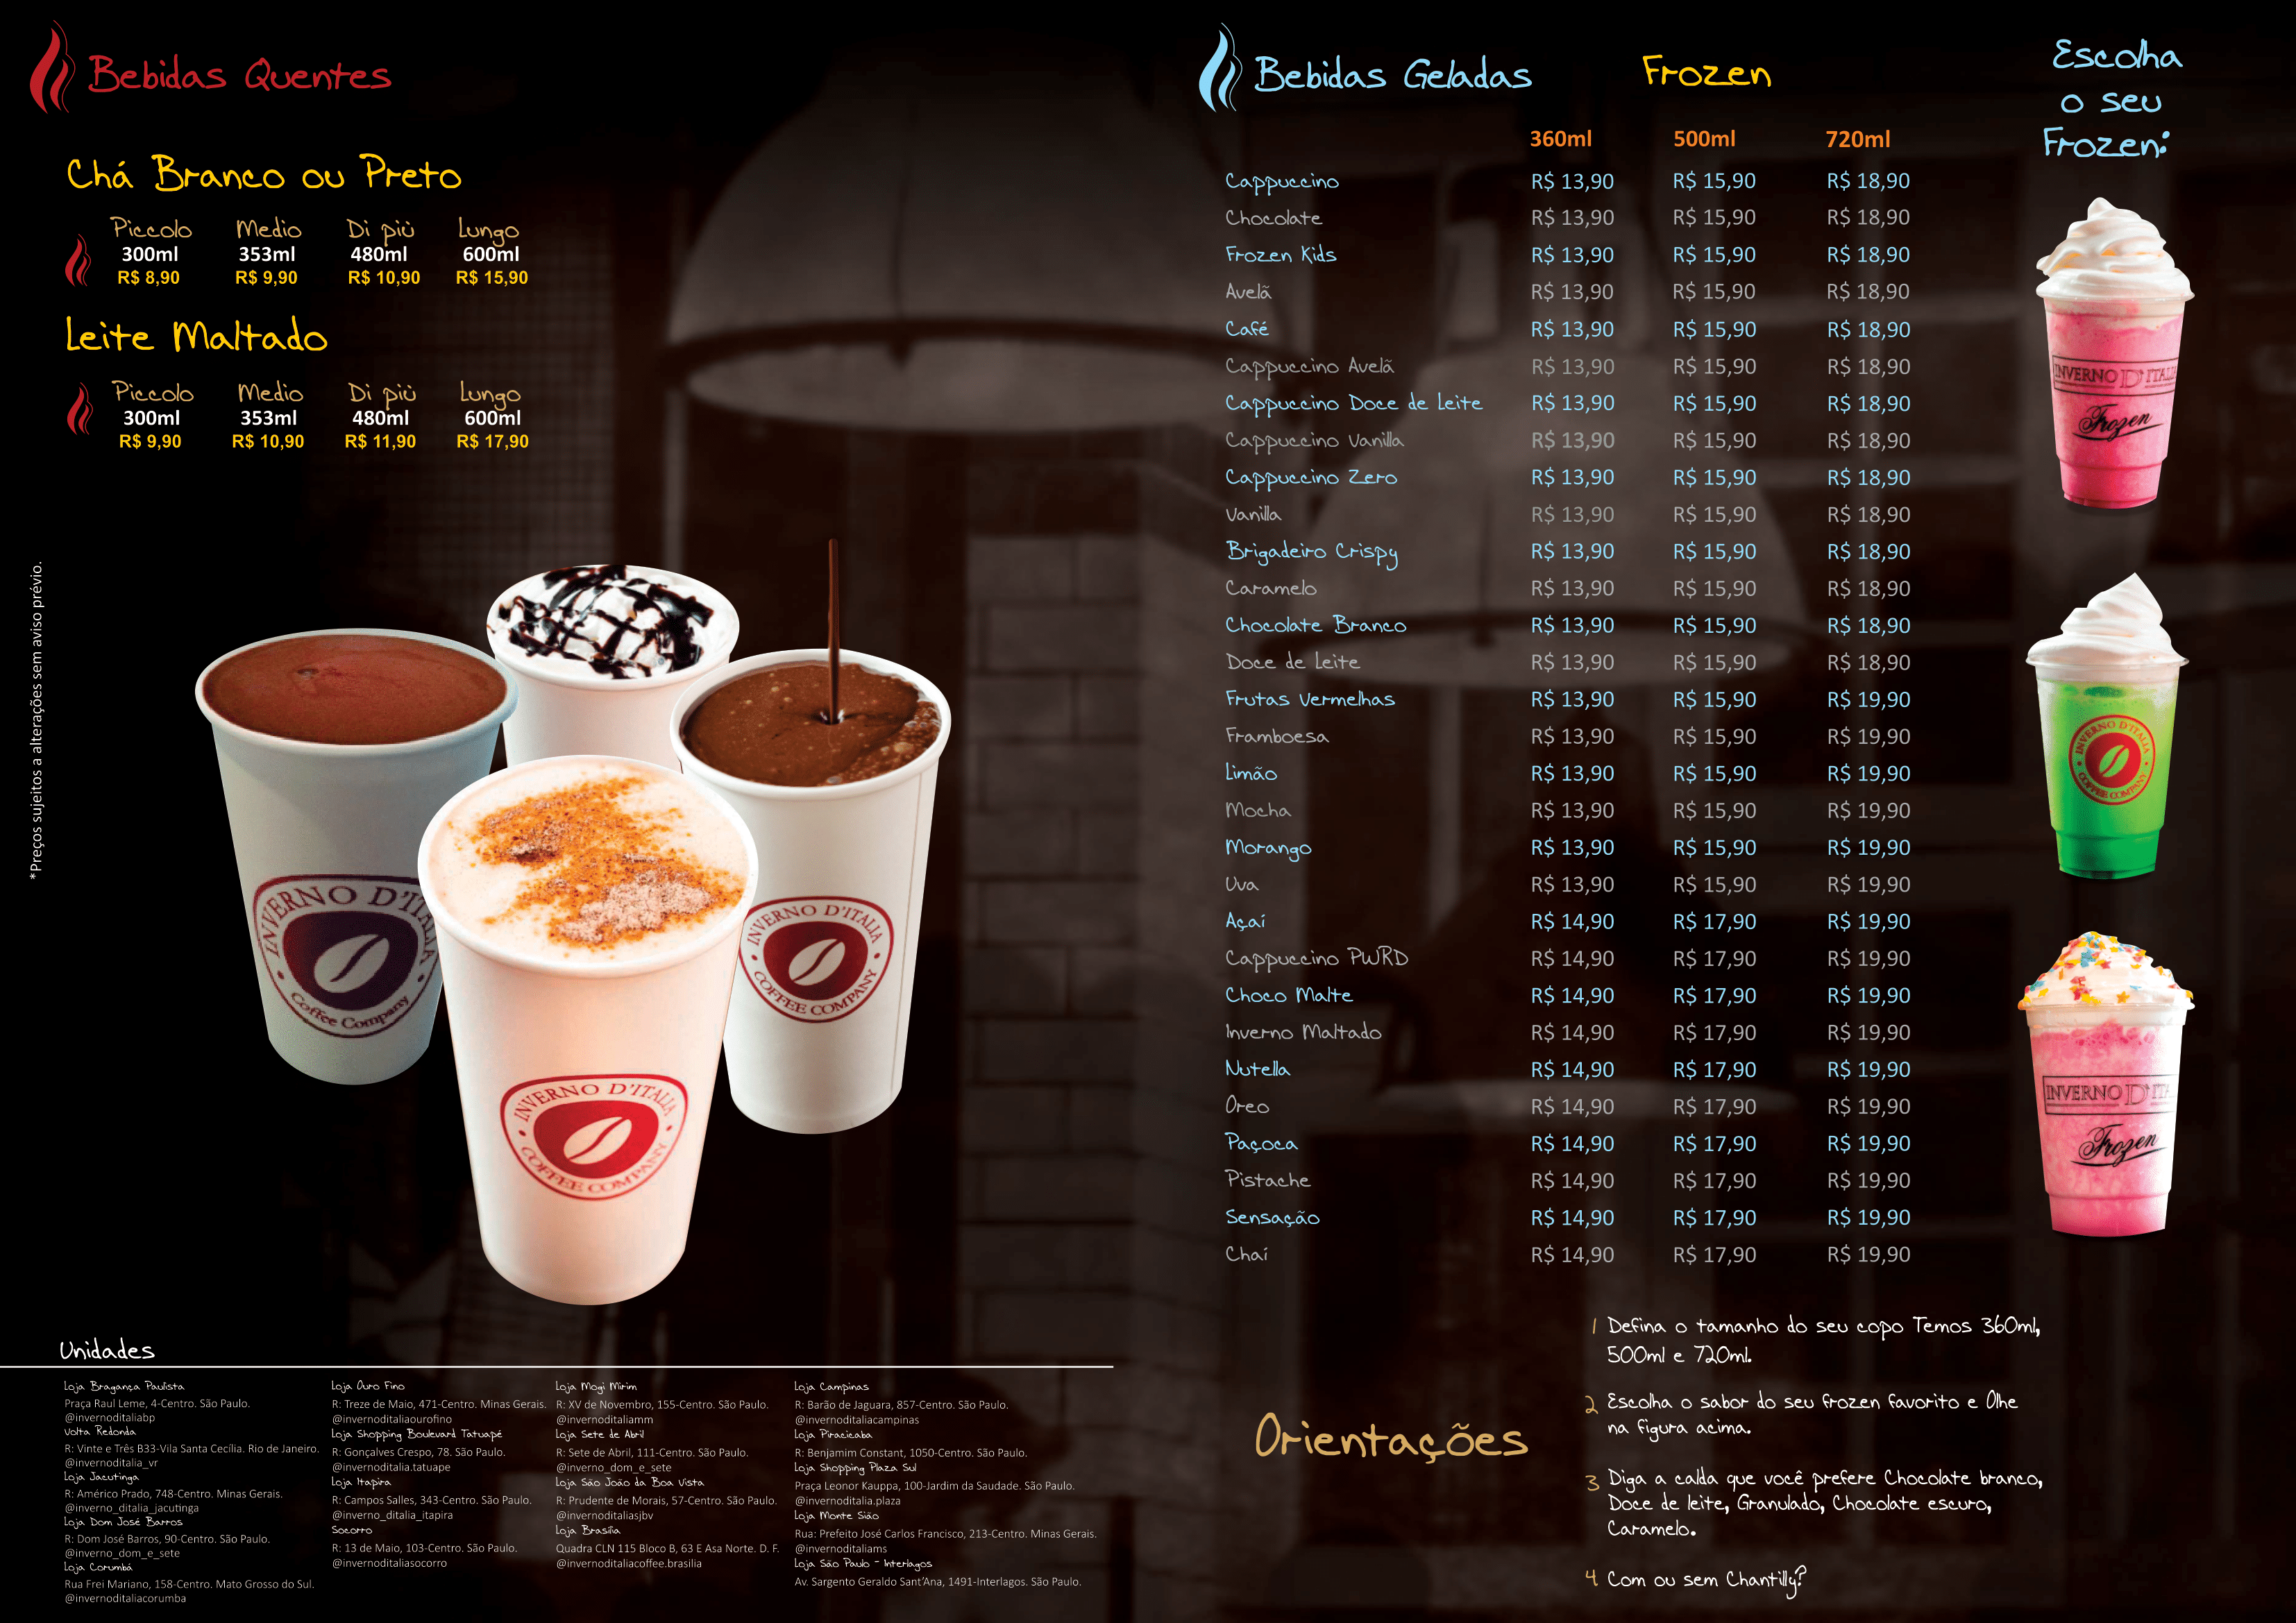 Bebidas Quentes
Chá Branco ou Preto
Piccolo Medio Di più Lungo
300ml 353ml 480ml 600ml
R$ 8,90 R$ 9,90 R$ 10,90 R$ 15,90
Leite Maltado
Piccolo Medio Di più Lungo
300ml 353ml 480ml 600ml
R$ 9,90 R$ 10,90 R$ 11,90 R$ 17,90
*Preços sujeitos a alterações sem aviso prévio.
INVERNO D'ITALIA
Coffee Company
INVERNO D'ITALIA
COFFEE COMPANY
INVERNO D'ITALIA
COFFEE COMPANY
Unidades
Loja Bragança Paulista
Praça Raul Leme, 4-Centro. São Paulo.
@invernoditaliabp
Volta Redonda
R: Vinte e Três B33-Vila Santa Cecília. Rio de Janeiro.
@invernoditalia_vr
Loja Jacutinga
R: Américo Prado, 748-Centro. Minas Gerais.
@inverno_ditalia_jacutinga
Loja Dom José Barros
R: Dom José Barros, 90-Centro. São Paulo.
@inverno_dom_e_sete
Loja Corumbá
Rua Frei Mariano, 158-Centro. Mato Grosso do Sul.
@invernoditaliacorumba
Loja Ouro Fino
R: Treze de Maio, 471-Centro. Minas Gerais.
@invernoditaliaourofino
Loja Shopping Boulevard Tatuapé
R: Gonçalves Crespo, 78. São Paulo.
@invernoditalia.tatuape
Loja Itapira
R: Campos Salles, 343-Centro. São Paulo.
@inverno_ditalia_itapira
Socorro
R: 13 de Maio, 103-Centro. São Paulo.
@invernoditaliasocorro
Loja Mogi Mirim
R: XV de Novembro, 155-Centro. São Paulo.
@invernoditaliamm
Loja Sete de Abril
R: Sete de Abril, 111-Centro. São Paulo.
@inverno_dom_e_sete
Loja São João da Boa Vista
R: Prudente de Morais, 57-Centro. São Paulo.
@invernoditaliasjbv
Loja Brasília
Quadra CLN 115 Bloco B, 63 E Asa Norte. D. F.
@invernoditaliacoffee.brasilia
Loja Campinas
R: Barão de Jaguara, 857-Centro. São Paulo.
@invernoditaliacampinas
Loja Piracicaba
R: Benjamim Constant, 1050-Centro. São Paulo.
Loja Shopping Plaza Sul
Praça Leonor Kauppa, 100-Jardim da Saudade. São Paulo.
@invernoditalia.plaza
Loja Monte Sião
Rua: Prefeito José Carlos Francisco, 213-Centro. Minas Gerais.
@invernoditaliams
Loja São Paulo - Interlagos
Av. Sargento Geraldo Sant'Ana, 1491-Interlagos. São Paulo.
Bebidas Geladas
Frozen
360ml 500ml 720ml
Cappuccino R$ 13,90 R$ 15,90 R$ 18,90
Chocolate R$ 13,90 R$ 15,90 R$ 18,90
Frozen Kids R$ 13,90 R$ 15,90 R$ 18,90
Avelã R$ 13,90 R$ 15,90 R$ 18,90
Café R$ 13,90 R$ 15,90 R$ 18,90
Cappuccino Avelã R$ 13,90 R$ 15,90 R$ 18,90
Cappuccino Doce de Leite R$ 13,90 R$ 15,90 R$ 18,90
Cappuccino Vanilla R$ 13,90 R$ 15,90 R$ 18,90
Cappuccino Zero R$ 13,90 R$ 15,90 R$ 18,90
Vanilla R$ 13,90 R$ 15,90 R$ 18,90
Brigadeiro Crispy R$ 13,90 R$ 15,90 R$ 18,90
Caramelo R$ 13,90 R$ 15,90 R$ 18,90
Chocolate Branco R$ 13,90 R$ 15,90 R$ 18,90
Doce de Leite R$ 13,90 R$ 15,90 R$ 18,90
Frutas Vermelhas R$ 13,90 R$ 15,90 R$ 19,90
Framboesa R$ 13,90 R$ 15,90 R$ 19,90
Limão R$ 13,90 R$ 15,90 R$ 19,90
Mocha R$ 13,90 R$ 15,90 R$ 19,90
Morango R$ 13,90 R$ 15,90 R$ 19,90
Uva R$ 13,90 R$ 15,90 R$ 19,90
Açaí R$ 14,90 R$ 17,90 R$ 19,90
Cappuccino PWRD R$ 14,90 R$ 17,90 R$ 19,90
Choco Malte R$ 14,90 R$ 17,90 R$ 19,90
Inverno Maltado R$ 14,90 R$ 17,90 R$ 19,90
Nutella R$ 14,90 R$ 17,90 R$ 19,90
Oreo R$ 14,90 R$ 17,90 R$ 19,90
Paçoca R$ 14,90 R$ 17,90 R$ 19,90
Pistache R$ 14,90 R$ 17,90 R$ 19,90
Sensação R$ 14,90 R$ 17,90 R$ 19,90
Chaí R$ 14,90 R$ 17,90 R$ 19,90
Escolha
o seu
Frozen:
INVERNO D'ITALIA
Frozen
INVERNO D'ITALIA
COFFEE COMPANY
INVERNO D'IT
Frozen
Orientações
1 Defina o tamanho do seu copo Temos 360ml,
500ml e 720ml.
2 Escolha o sabor do seu frozen favorito e Olhe
na figura acima.
3 Diga a calda que você prefere Chocolate branco,
Doce de leite, Granulado, Chocolate escuro,
Caramelo.
4 Com ou sem Chantilly?